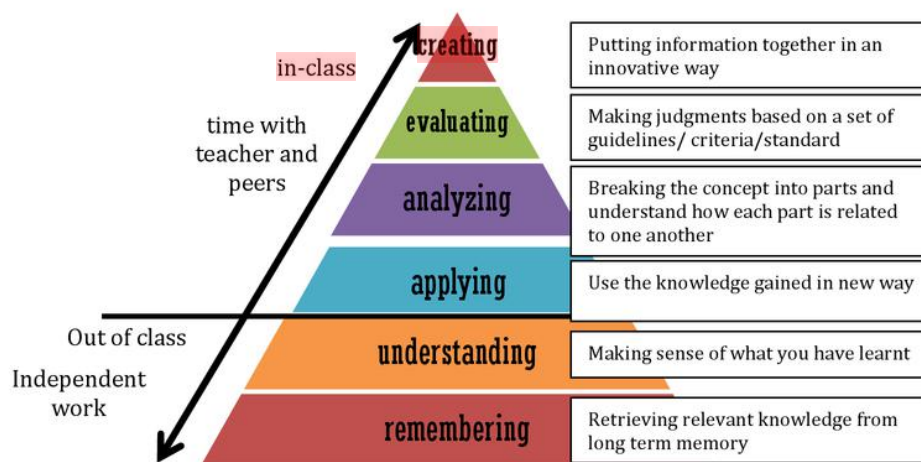 creating
Putting information together in an
innovative way
in-class
evaluating
Making judgments based on a set of
guidelines/ criteria/standard
time with
teacher and
peers
analyzing
Breaking the concept into parts and
understand how each part is related
to one another
applying
Use the knowledge gained in new way
Out of class
understanding
Making sense of what you have learnt
Independent
work
remembering
Retrieving relevant knowledge from
long term memory